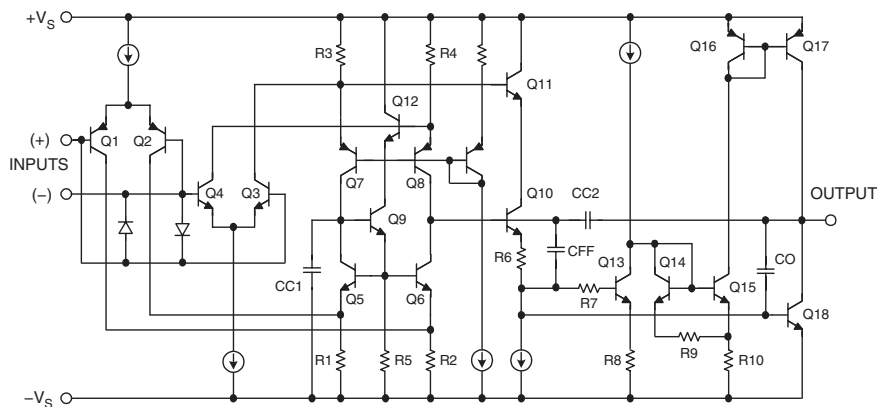 +VS
R3
R4
Q16
Q17
Q12
Q11
(+)
Q1
Q2
INPUTS
Q4
Q3
Q7
Q8
(−)
Q10
CC2
OUTPUT
Q9
R6
CFF
Q13
Q14
Q15
CO
CC1
Q5
Q6
R7
Q18
R9
R1
R5
R2
R8
R10
−VS